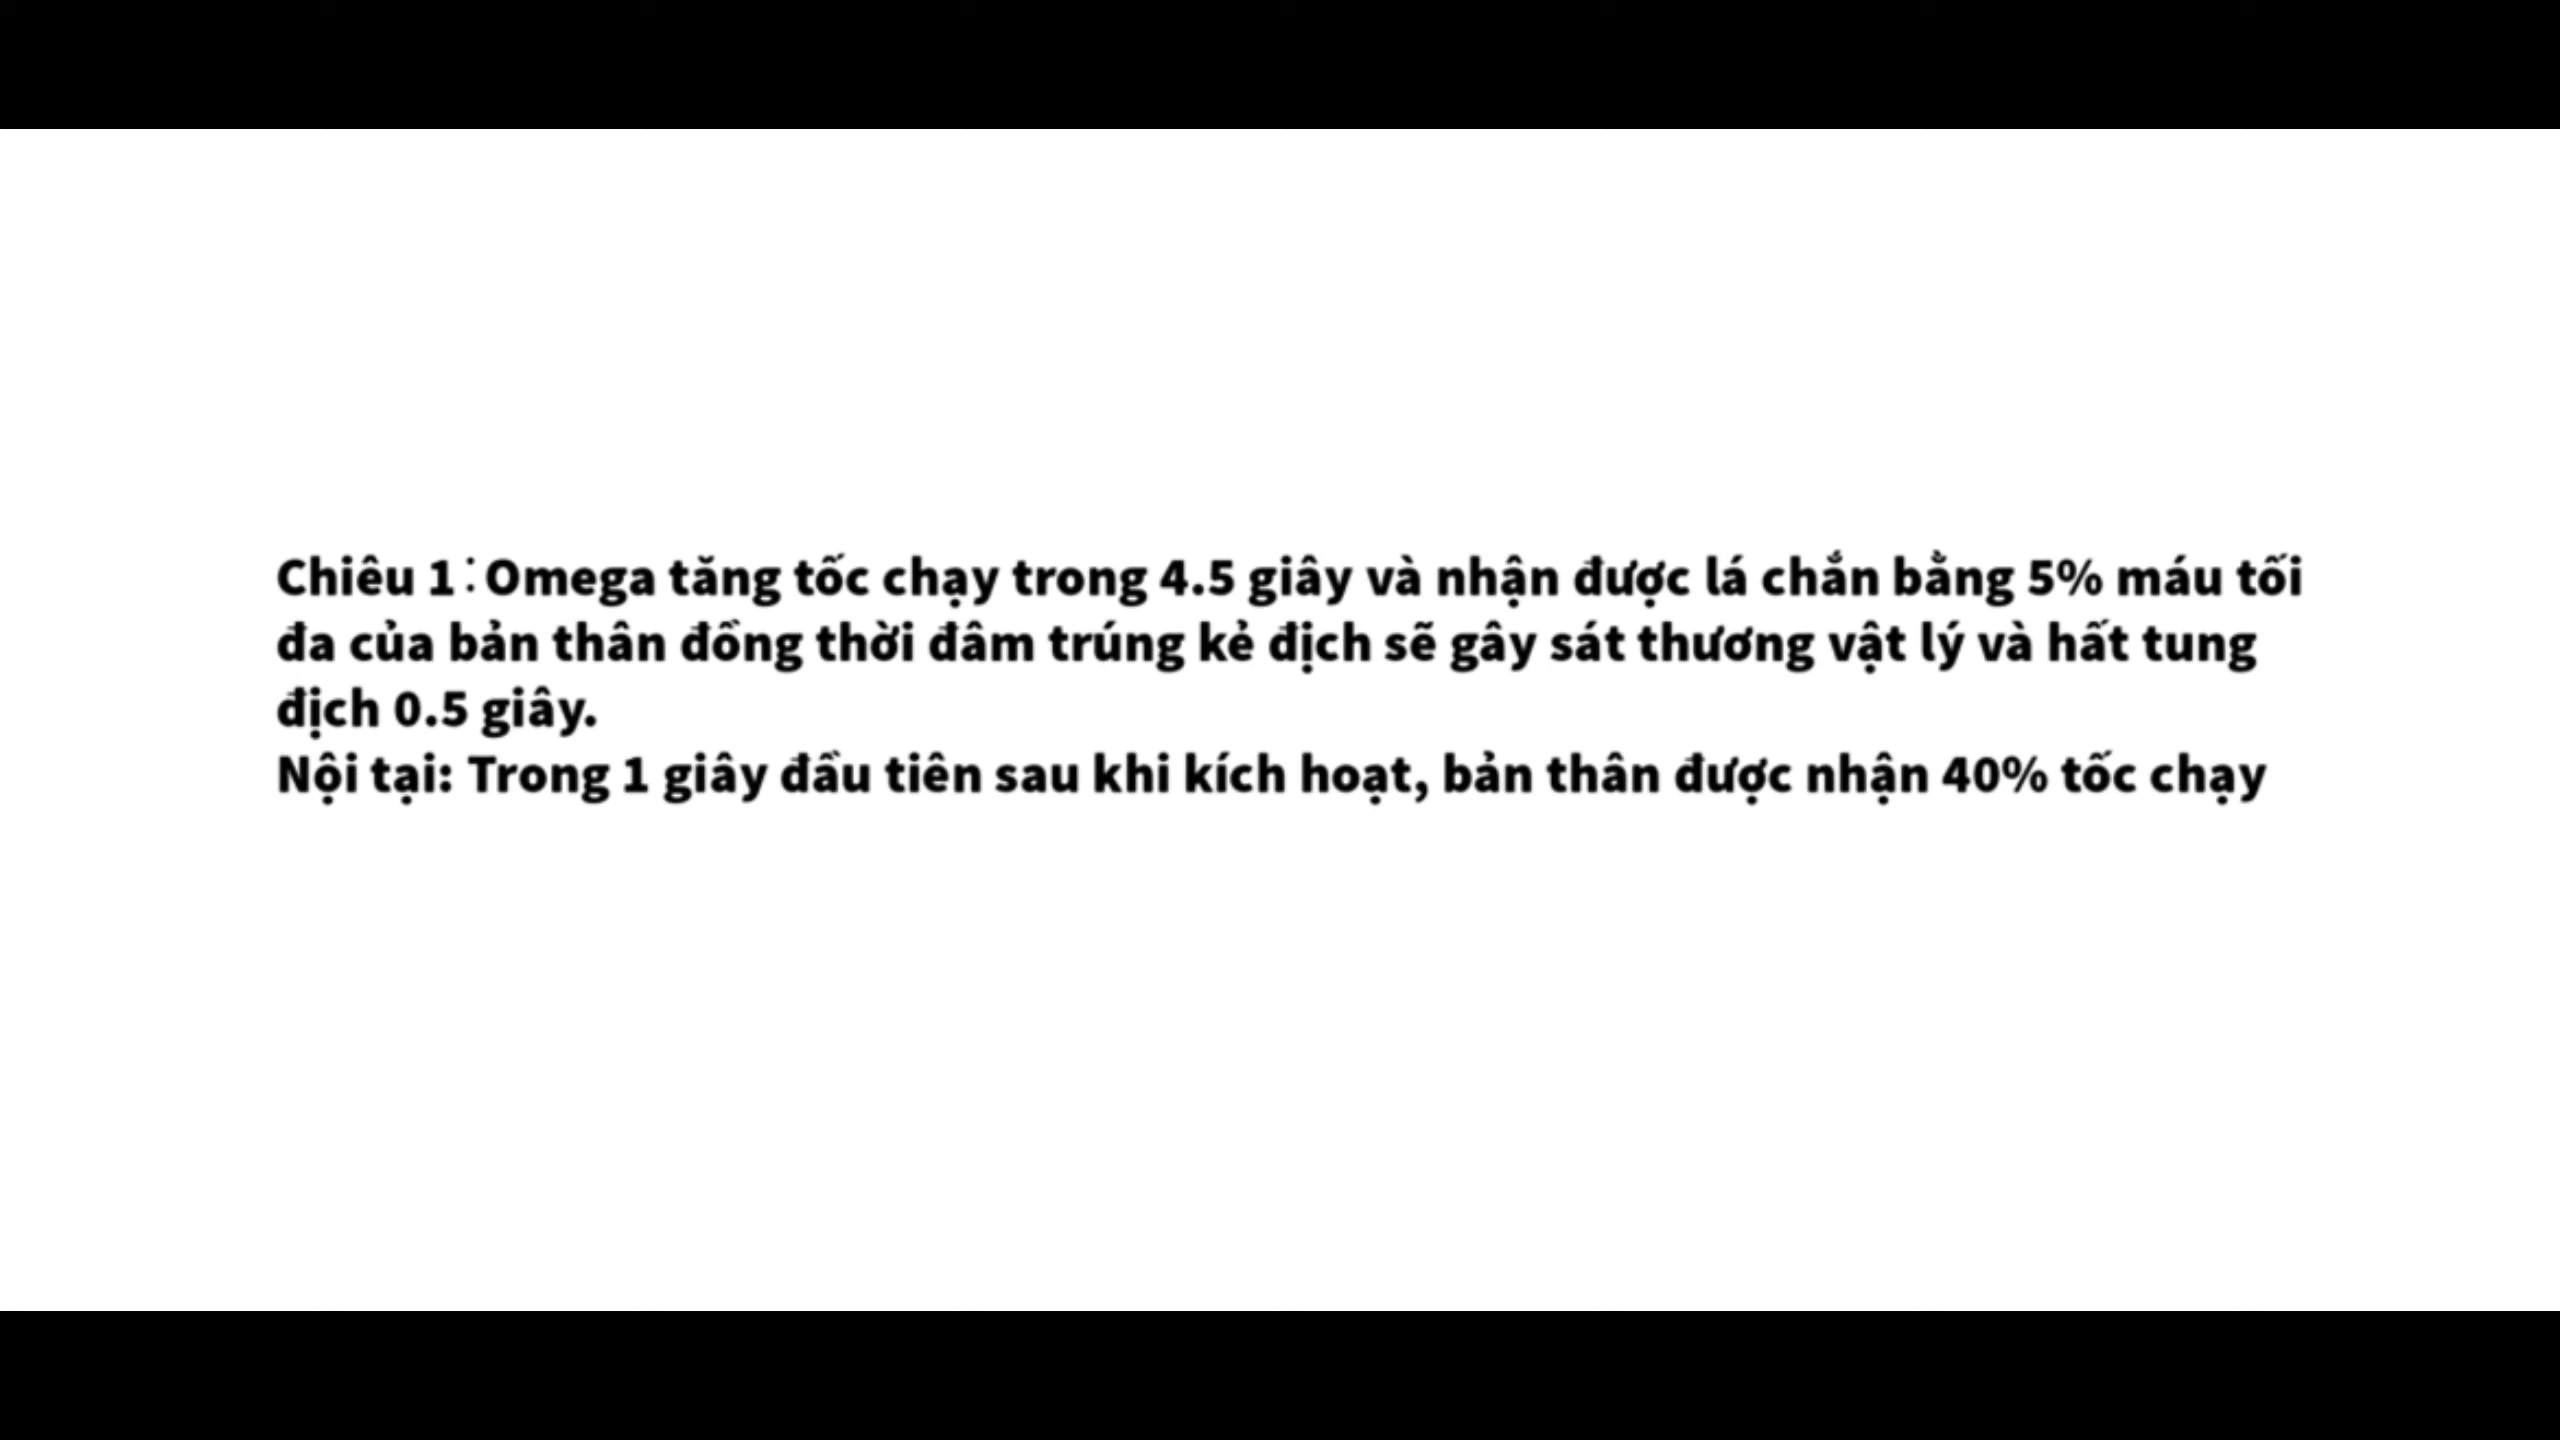 Chiêu 1:Omega tăng tốc chạy trong 4.5 giây và nhận được lá chắn bằng 5% máu tối
đa của bản thân đồng thời đâm trúng kẻ địch sẽ gây sát thương vật lý và hất tung
địch 0.5 giây.
Nội tại: Trong 1 giây đầu tiên sau khi kích hoạt, bản thân được nhận 40% tốc chạy